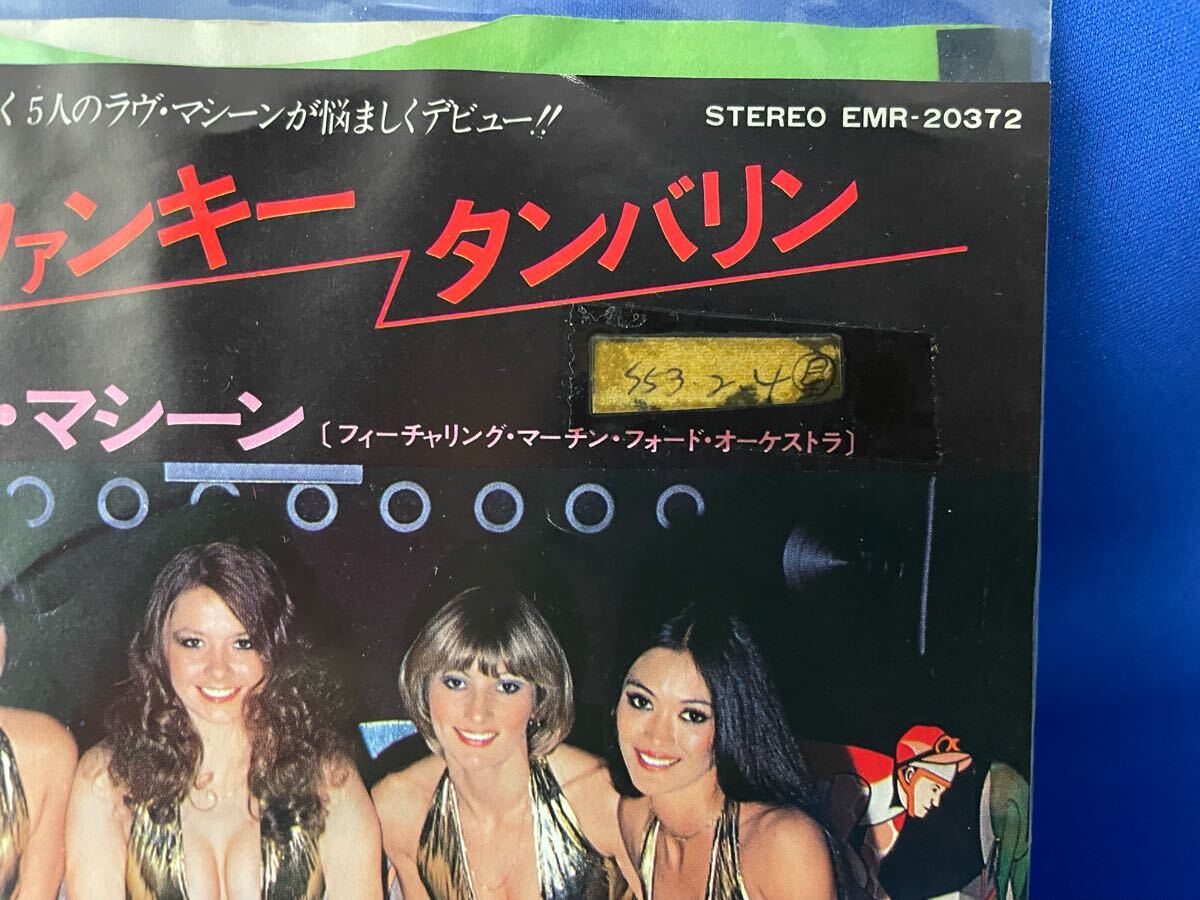 く5人のラヴ・マシーンが悩ましくデビュー!!
STEREO EMR-20372
ファンキー
タンバリン
S53.2.4
・マシーン
〔フィーチャリング・マーチン・フォード・オーケストラ〕